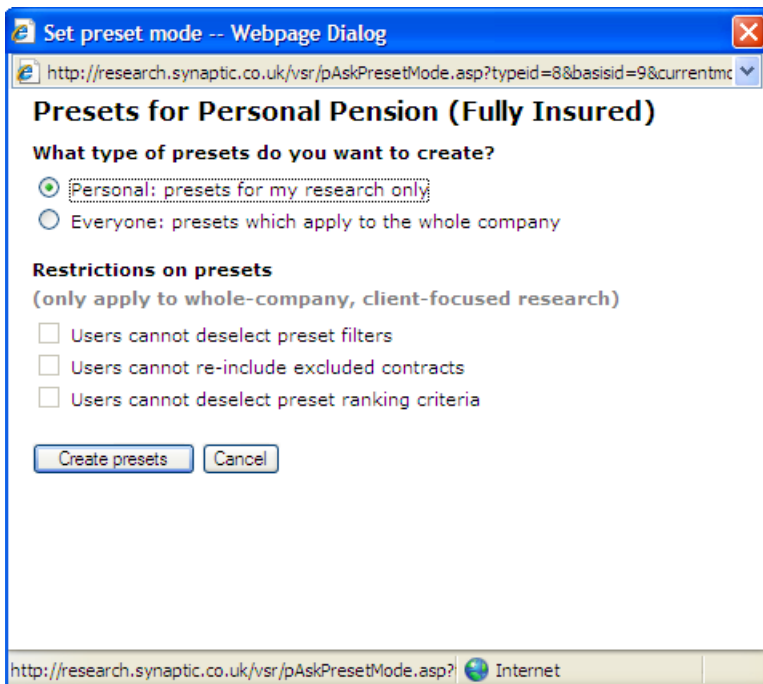 Set preset mode -- Webpage Dialog
http://research.synaptic.co.uk/vsr/pAskPresetMode.asp?typeid=8&basisid=9&currentmo
Presets for Personal Pension (Fully Insured)
What type of presets do you want to create?
Personal: presets for my research only
Everyone: presets which apply to the whole company
Restrictions on presets
(only apply to whole-company, client-focused research)
Users cannot deselect preset filters
Users cannot re-include excluded contracts
Users cannot deselect preset ranking criteria
Create presets Cancel
http://research.synaptic.co.uk/vsr/pAskPresetMode.asp? Internet